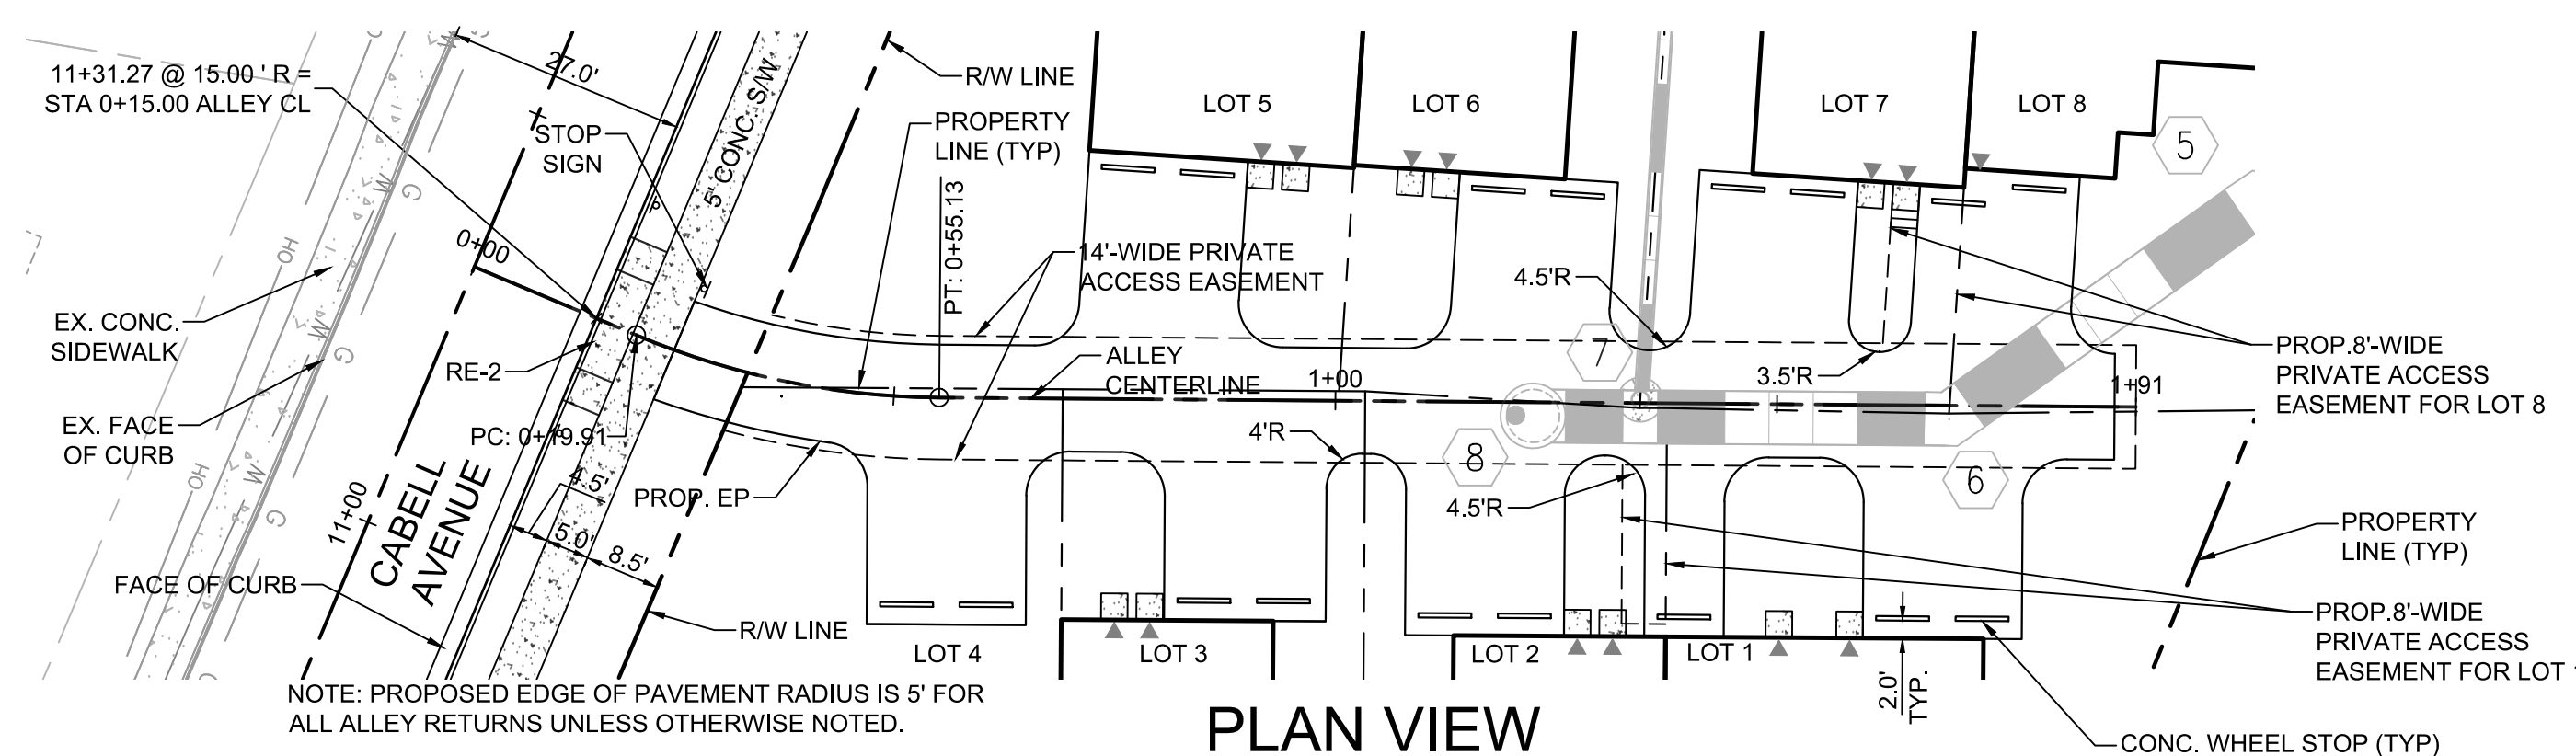 11+31.27 @ 15.00 ' R =
STA 0+15.00 ALLEY CL
27.0'
STOP
SIGN
5' CONC. S/W
R/W LINE
PROPERTY
LINE (TYP)
LOT 5
LOT 6
LOT 7
LOT 8
5
W
G
W
G
HO
0+00
PT: 0+55.13
14'-WIDE PRIVATE
ACCESS EASEMENT
4.5'R
EX. CONC.
SIDEWALK
W
G
RE-2
ALLEY
CENTERLINE
1+00
7
3.5'R
1+91
PROP.8'-WIDE
PRIVATE ACCESS
EASEMENT FOR LOT 8
EX. FACE
OF CURB
PC: 0+19.91
4'R
8
6
HO
W
G
11+00
CABELL
AVENUE
4.5'
5.0'
8.5'
PROP. EP
4.5'R
PROPERTY
LINE (TYP)
FACE OF CURB
R/W LINE
LOT 4
LOT 3
LOT 2
LOT 1
2.0'
TYP.
PROP.8'-WIDE
PRIVATE ACCESS
EASEMENT FOR LOT
NOTE: PROPOSED EDGE OF PAVEMENT RADIUS IS 5' FOR
ALL ALLEY RETURNS UNLESS OTHERWISE NOTED.
PLAN VIEW
CONC. WHEEL STOP (TYP)